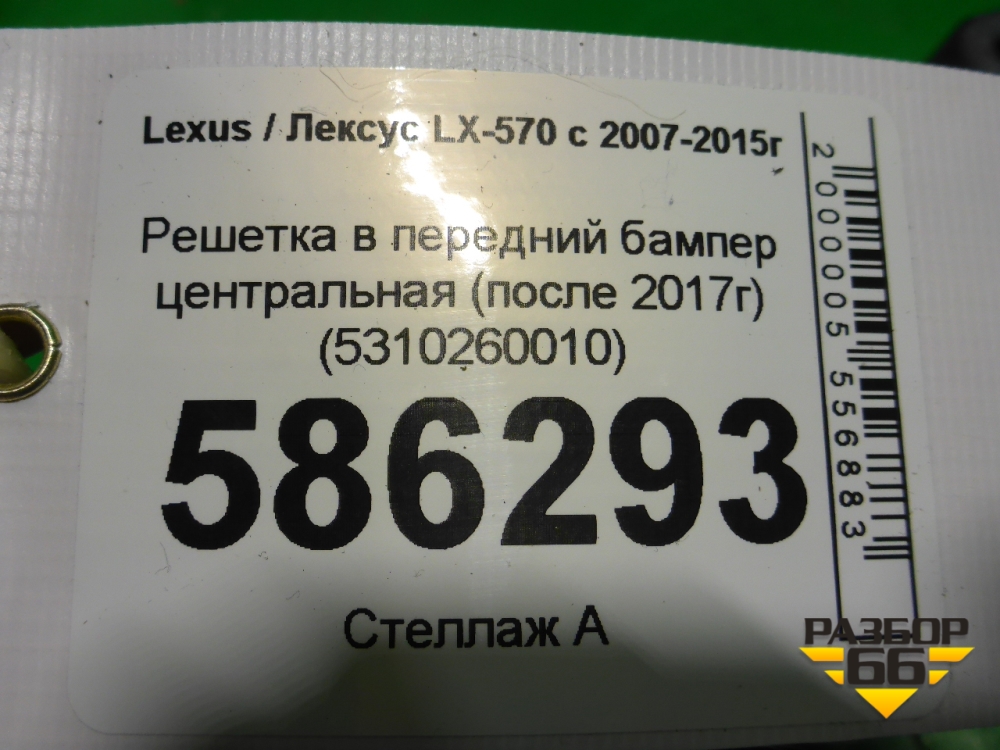 Lexus / Лексус LX-570 с 2007-2015г
Решетка в передний бампер
центральная (после 2017г)
(5310260010)
586293
Стеллаж А
2000005556883
РАЗБОР
66